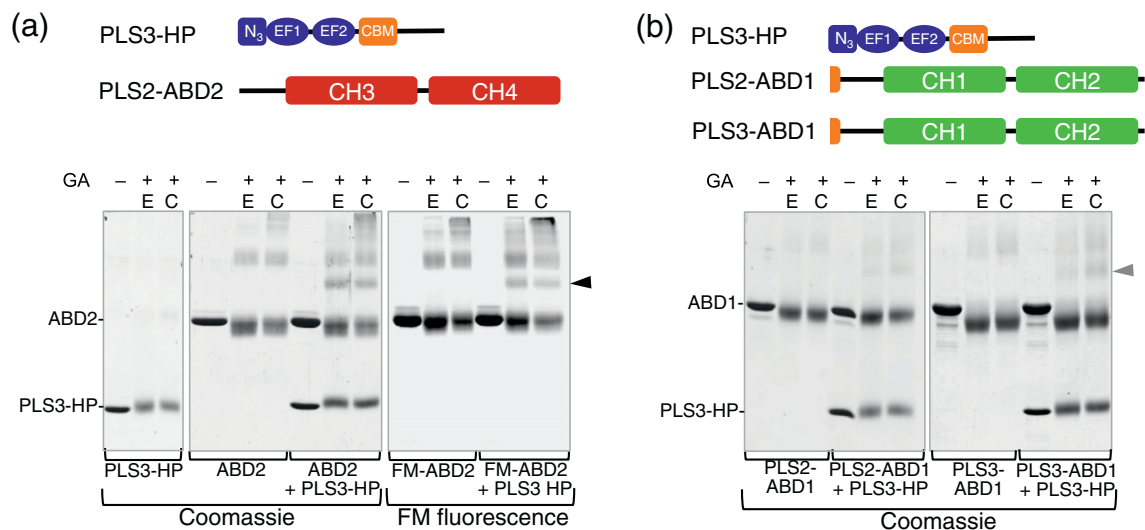 (a)
PLS3-HP
N3 EF1 EF2 CBM
PLS2-ABD2
CH3 CH4
GA – + + – + + – + + – + + – + +
E C E C E C E C E C
ABD2-
PLS3-HP-
PLS3-HP ABD2 ABD2 FM-ABD2 FM-ABD2
+ PLS3-HP + PLS3 HP
Coomassie FM fluorescence
(b)
PLS3-HP
N3 EF1 EF2 CBM
PLS2-ABD1
CH1 CH2
PLS3-ABD1
CH1 CH2
GA – + + – + + – + + – + +
E C E C E C E C
ABD1-
PLS3-HP-
PLS2- PLS2-ABD1 PLS3- PLS3-ABD1
ABD1 + PLS3-HP ABD1 + PLS3-HP
Coomassie